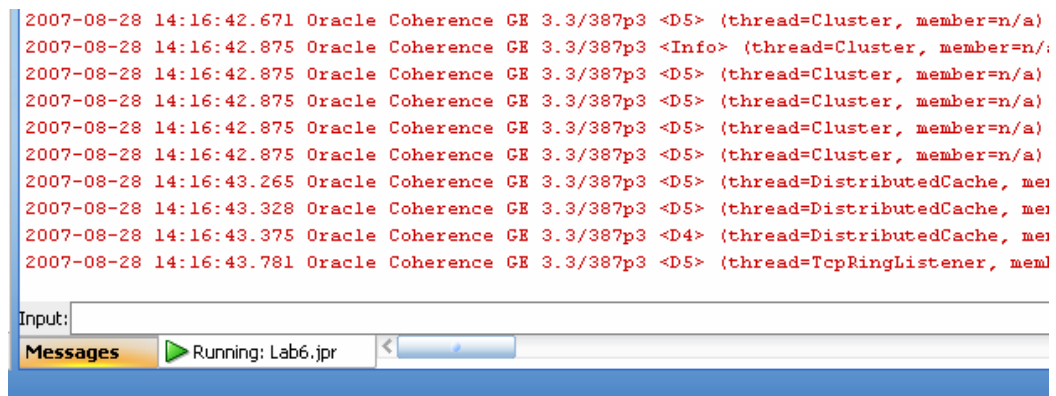 2007-08-28 14:16:42.671 Oracle Coherence GE 3.3/387p3 <D5> (thread=Cluster, member=n/a)
2007-08-28 14:16:42.875 Oracle Coherence GE 3.3/387p3 <Info> (thread=Cluster, member=n/a
2007-08-28 14:16:42.875 Oracle Coherence GE 3.3/387p3 <D5> (thread=Cluster, member=n/a)
2007-08-28 14:16:42.875 Oracle Coherence GE 3.3/387p3 <D5> (thread=Cluster, member=n/a)
2007-08-28 14:16:42.875 Oracle Coherence GE 3.3/387p3 <D5> (thread=Cluster, member=n/a)
2007-08-28 14:16:42.875 Oracle Coherence GE 3.3/387p3 <D5> (thread=Cluster, member=n/a)
2007-08-28 14:16:43.265 Oracle Coherence GE 3.3/387p3 <D5> (thread=DistributedCache, mem
2007-08-28 14:16:43.328 Oracle Coherence GE 3.3/387p3 <D5> (thread=DistributedCache, mem
2007-08-28 14:16:43.375 Oracle Coherence GE 3.3/387p3 <D4> (thread=DistributedCache, mem
2007-08-28 14:16:43.781 Oracle Coherence GE 3.3/387p3 <D5> (thread=TcpRingListener, memb
Input:
Messages Running: Lab6.jpr